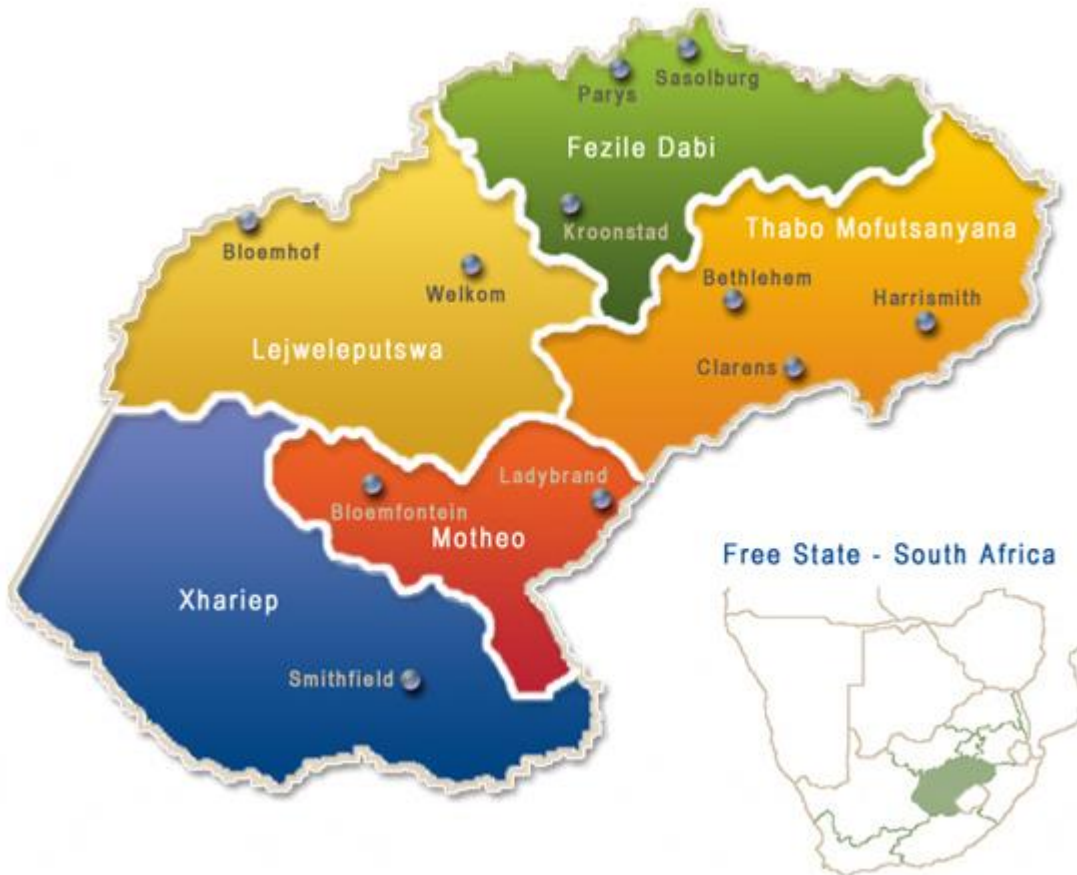 Sasolburg
Parys
Fezile Dabi
Kroonstad
Thabo Mofutsanyana
Bloemhof
Welkom
Bethlehem
Harrismith
Lejweleputswa
Clarens
Ladybrand
Bloemfontein
Motheo
Xhariep
Smithfield
Free State - South Africa